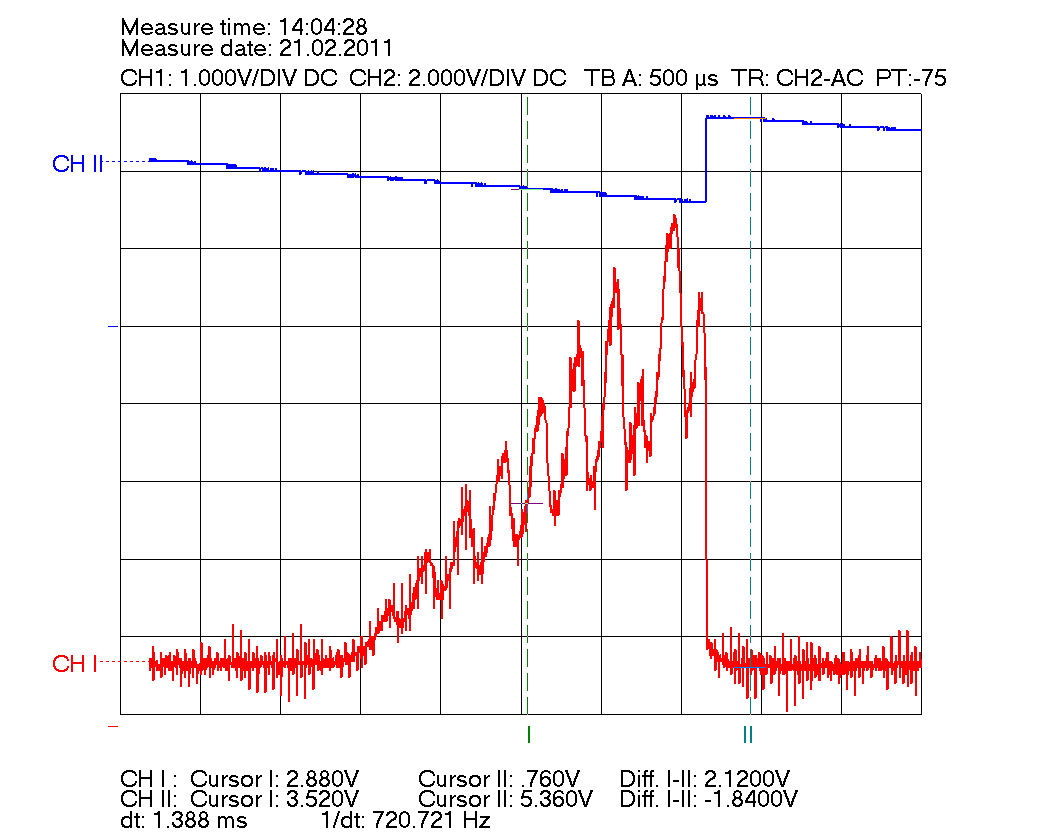 Measure time: 14:04:28
Measure date: 21.02.2011
CH1: 1.000V/DIV DC CH2: 2.000V/DIV DC TB A: 500 µs TR: CH2-AC PT:-75
CH II
CH I
I II
CH I : Cursor I: 2.880V Cursor II: .760V Diff. I-II: 2.1200V
CH II: Cursor I: 3.520V Cursor II: 5.360V Diff. I-II: -1.8400V
dt: 1.388 ms 1/dt: 720.721 Hz